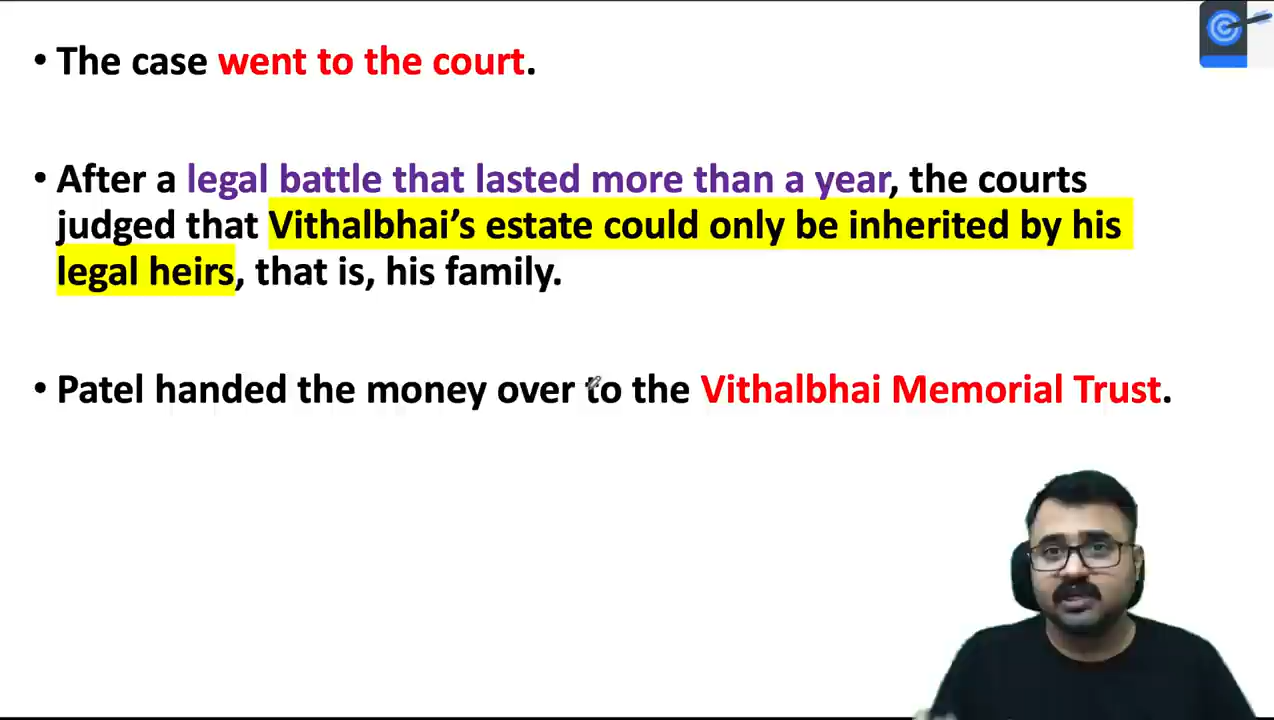 • The case went to the court.
• After a legal battle that lasted more than a year, the courts
judged that Vithalbhai’s estate could only be inherited by his
legal heirs, that is, his family.
• Patel handed the money over to the Vithalbhai Memorial Trust.